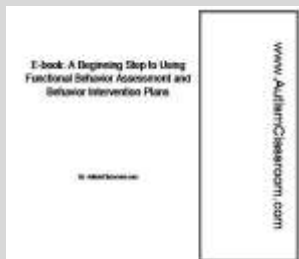 E-book: A Beginning Step to Using
Functional Behavior Assessment and
Behavior Intervention Plans
www.AutismClassroom.com